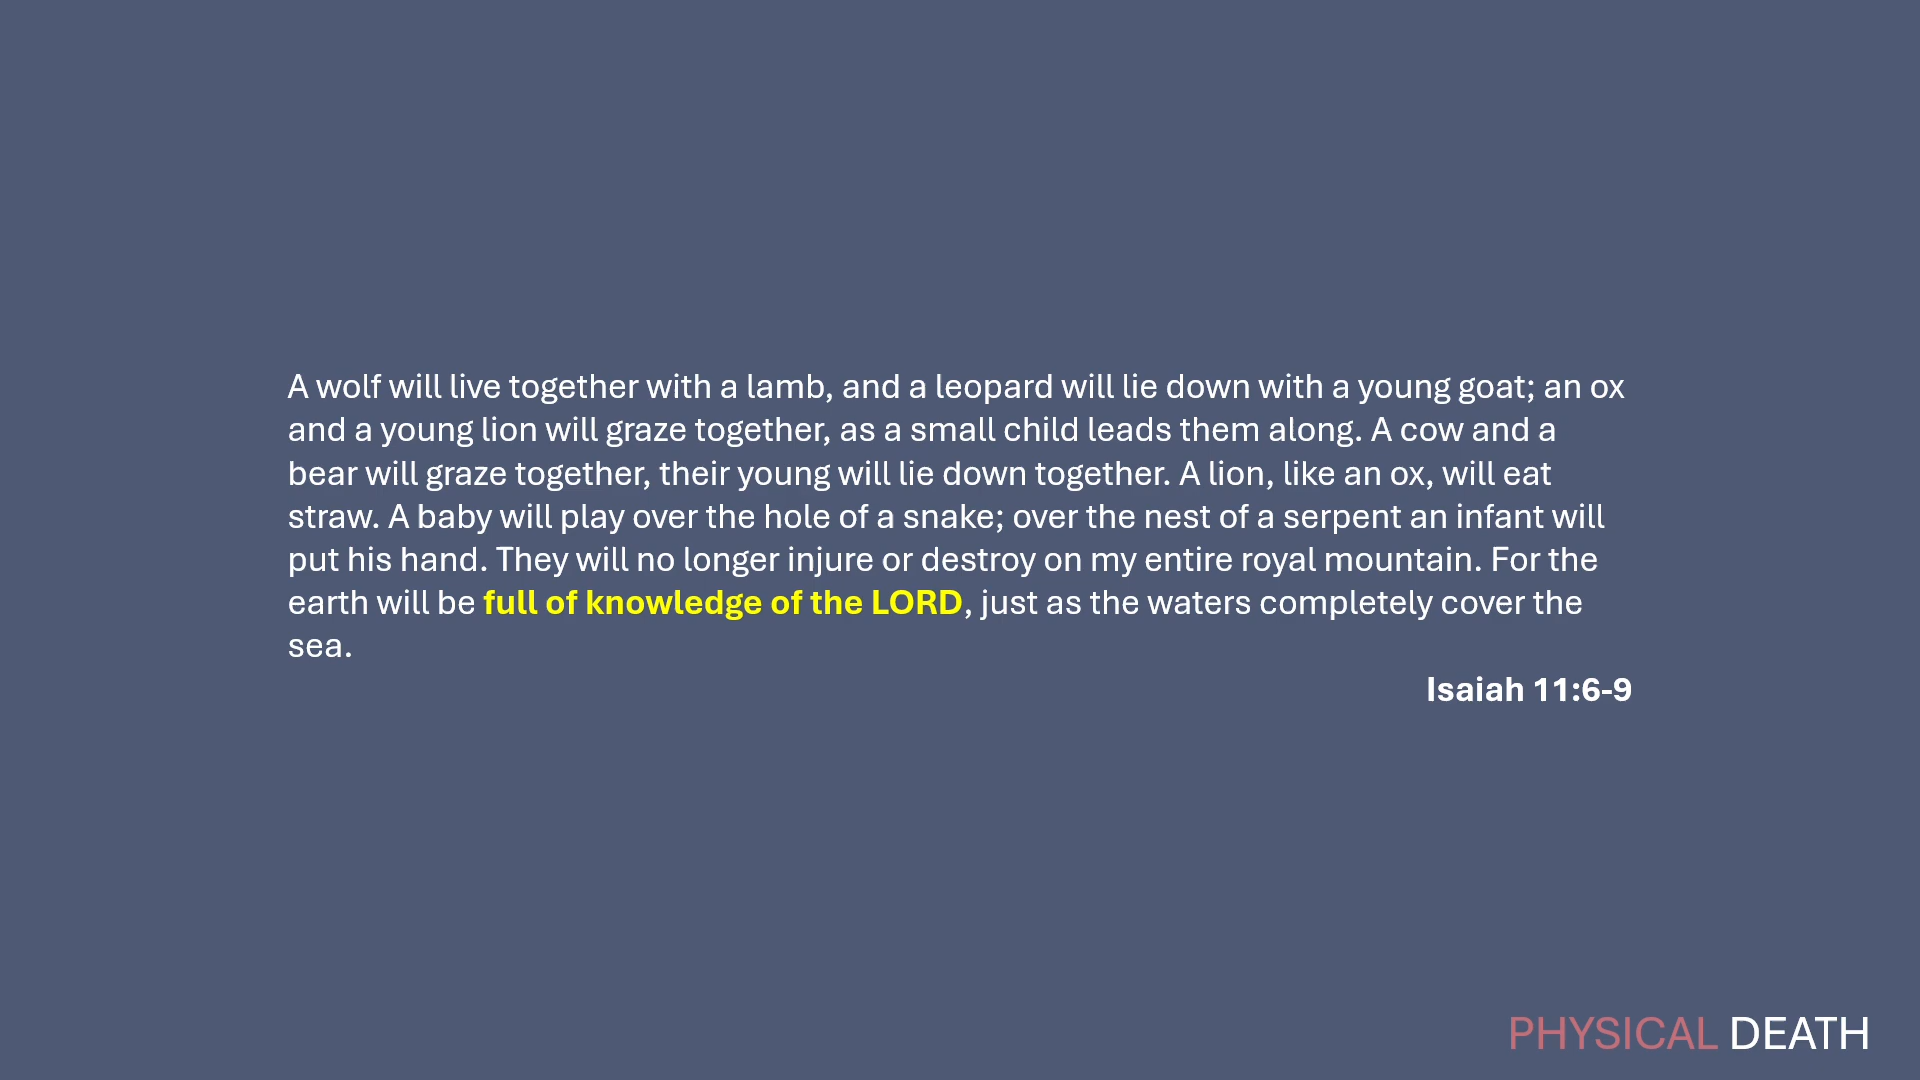 A wolf will live together with a lamb, and a leopard will lie down with a young goat; an ox
and a young lion will graze together, as a small child leads them along. A cow and a
bear will graze together, their young will lie down together. A lion, like an ox, will eat
straw. A baby will play over the hole of a snake; over the nest of a serpent an infant will
put his hand. They will no longer injure or destroy on my entire royal mountain. For the
earth will be full of knowledge of the LORD, just as the waters completely cover the
sea.
Isaiah 11:6-9
PHYSICAL DEATH